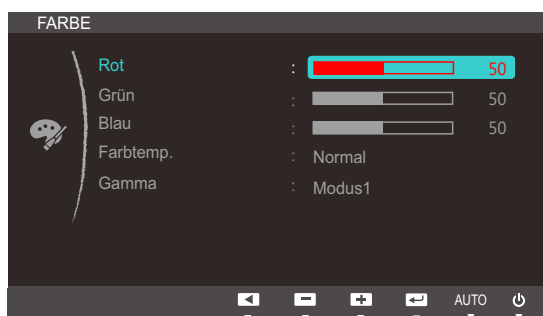 FARBE
Rot : 50
Grün : 50
Blau : 50
Farbtemp. : Normal
Gamma : Modus1
AUTO